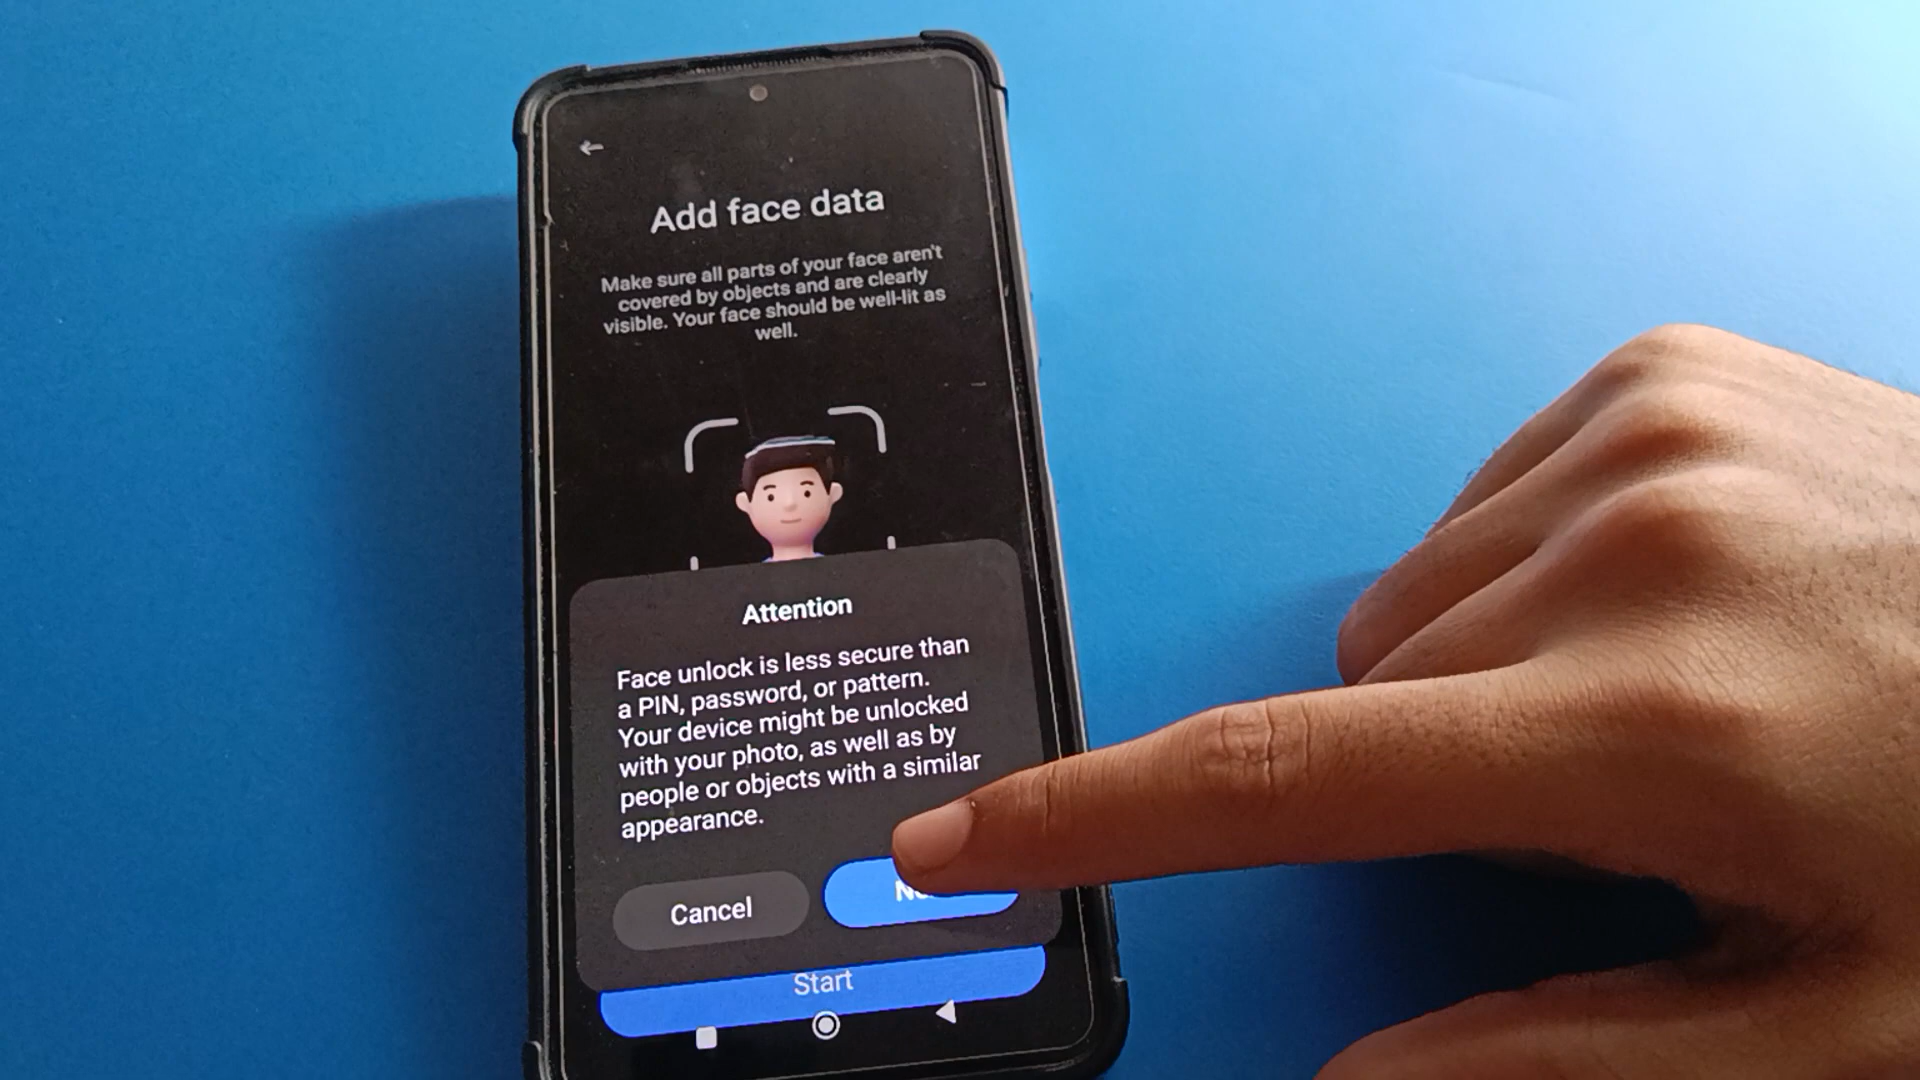 Add face data
Make sure all parts of your face aren't
covered by objects and are clearly
visible. Your face should be well-lit as
well.
Attention
Face unlock is less secure than
a PIN, password, or pattern.
Your device might be unlocked
with your photo, as well as by
people or objects with a similar
appearance.
Cancel
Start